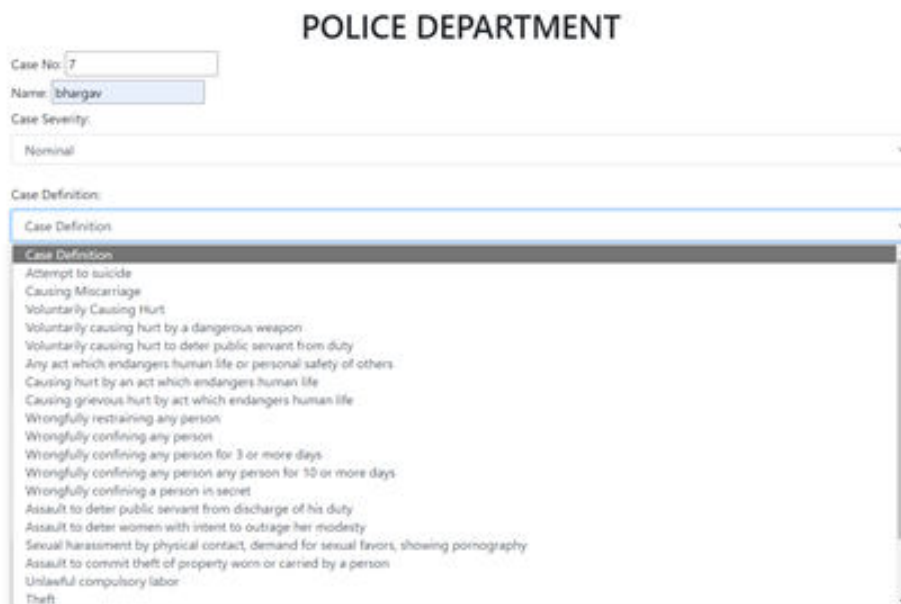 POLICE DEPARTMENT
Case No: 7
Name: bhargav
Case Severity:
Nominal
Case Definition:
Case Definition
Case Definition
Attempt to suicide
Causing Miscarriage
Voluntarily Causing Hurt
Voluntarily causing hurt by a dangerous weapon
Voluntarily causing hurt to deter public servant from duty
Any act which endangers human life or personal safety of others
Causing hurt by an act which endangers human life
Causing grievous hurt by act which endangers human life
Wrongfully restraining any person
Wrongfully confining any person
Wrongfully confining any person for 3 or more days
Wrongfully confining any person any person for 10 or more days
Wrongfully confining a person in secret
Assault to deter public servant from discharge of his duty
Assault to deter women with intent to outrage her modesty
Sexual harassment by physical contact, demand for sexual favors, showing pornography
Assault to commit theft of property worn or carried by a person
Unlawful compulsory labor
Theft